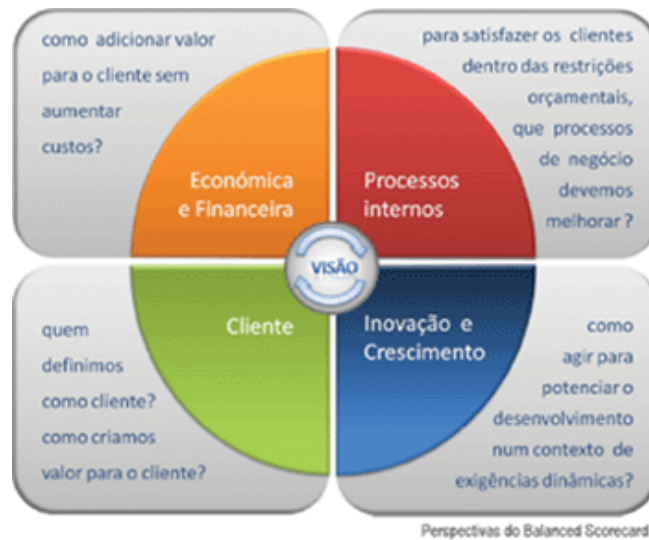 como adicionar valor
para o cliente sem
aumentar
custos?
Económica
e Financeira
para satisfazer os clientes
dentro das restrições
orçamentais,
que processos
de negócio
devemos
melhorar?
Processos
internos
VISÃO
quem
definimos
como cliente?
como criamos
valor para o cliente?
Cliente
Inovação e
Crescimento
como
agir para
potenciar o
desenvolvimento
num contexto de
exigências dinâmicas?
Perspectivas do Balanced Scorecard